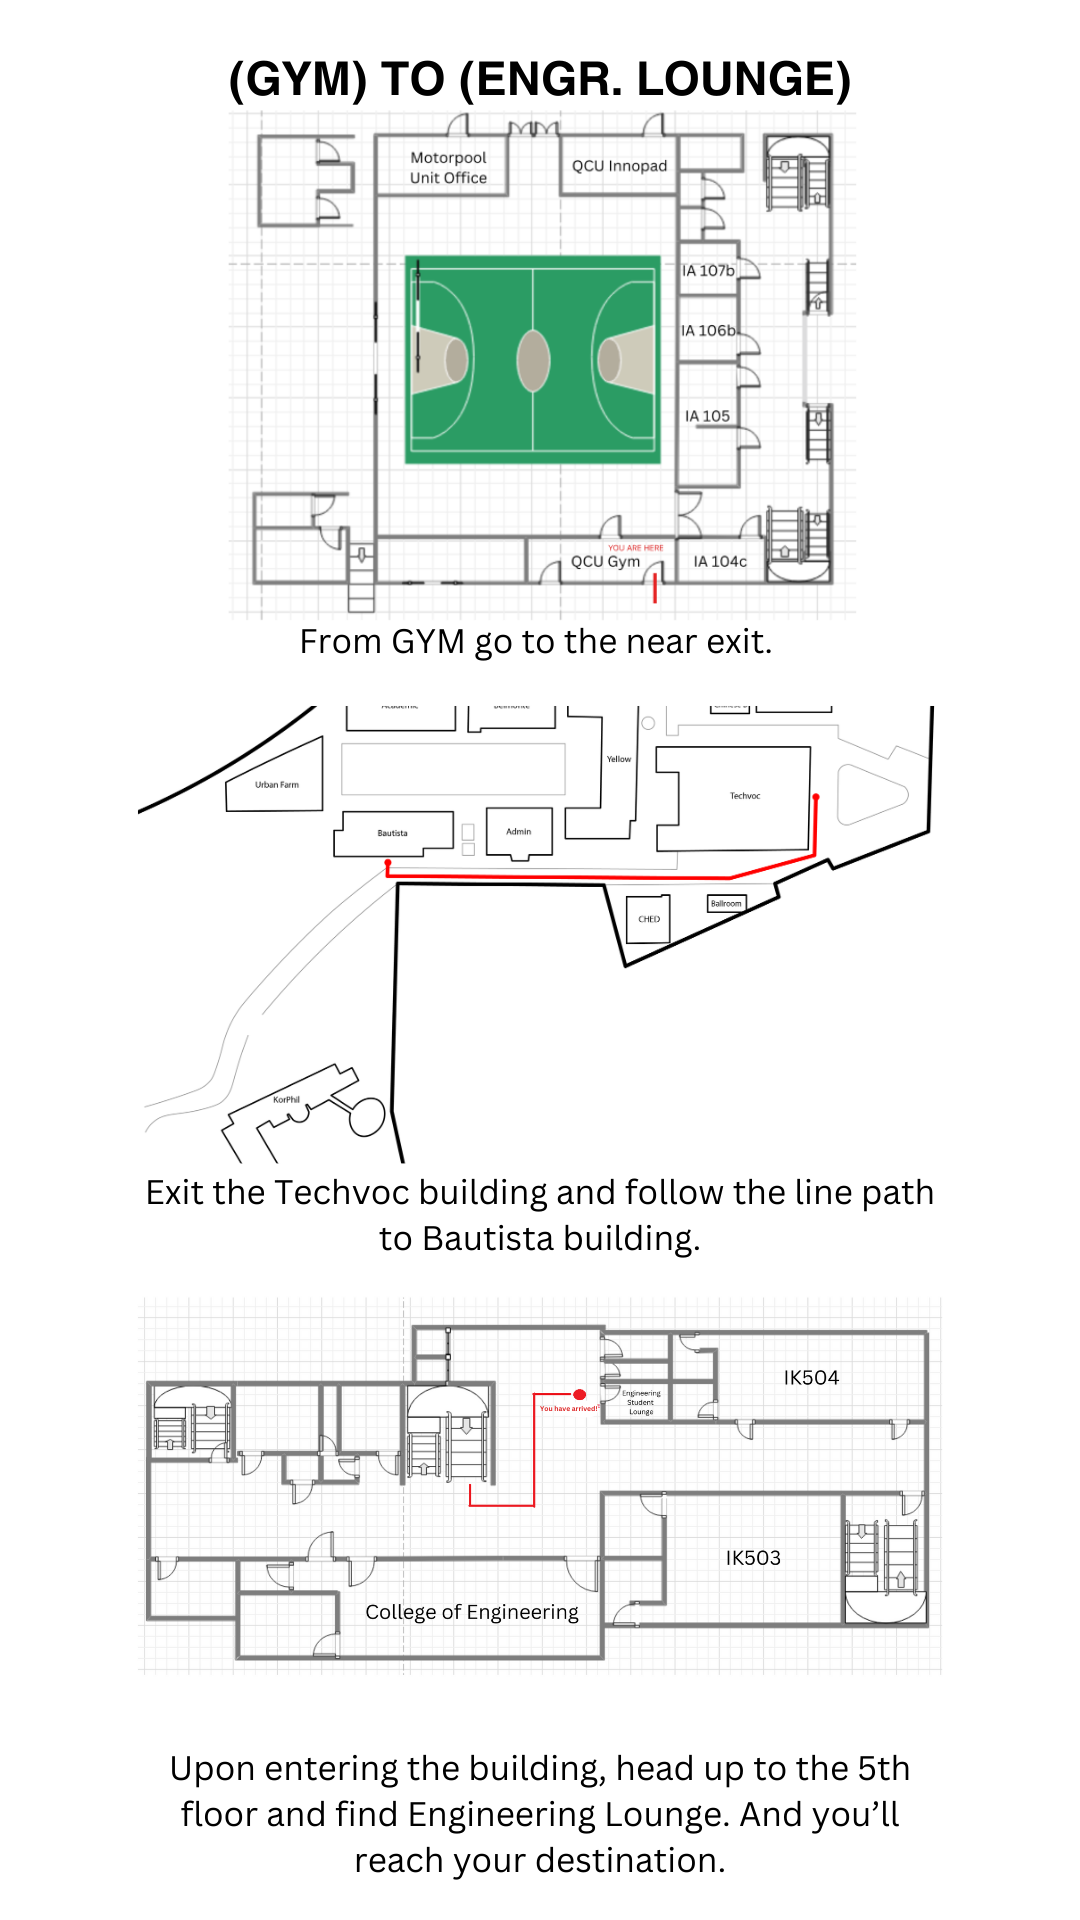 (GYM) TO (ENGR. LOUNGE)
Motorpool
Unit Office
QCU Innopad
IA 107b
IA 106b
IA 105
YOU ARE HERE
QCU Gym
IA 104c
From GYM go to the near exit.
Academic
Belmonte
Yellow
Urban Farm
Techvoc
Bautista
Admin
CHED
Ballroom
KorPhil
Exit the Techvoc building and follow the line path
to Bautista building.
IK504
Engineering
Student
Lounge
You have arrived!
IK503
College of Engineering
Upon entering the building, head up to the 5th
floor and find Engineering Lounge. And you’ll
reach your destination.